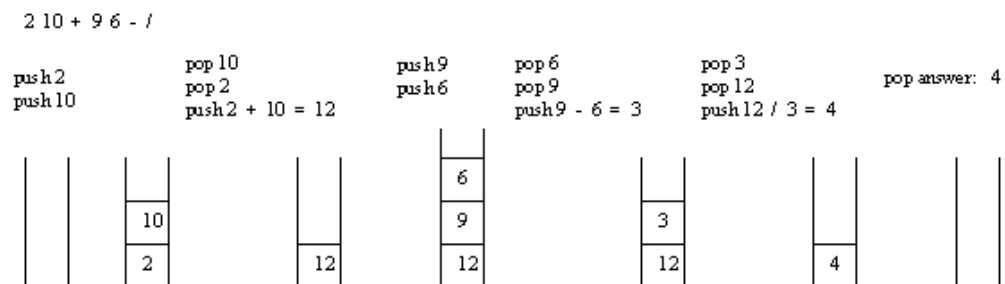 2 10 + 9 6 - /
push 2
push 10
pop 10
pop 2
push 2 + 10 = 12
push 9
push 6
pop 6
pop 9
push 9 - 6 = 3
pop 3
pop 12
push 12 / 3 = 4
pop answer: 4
10
2
12
6
9
12
3
12
4